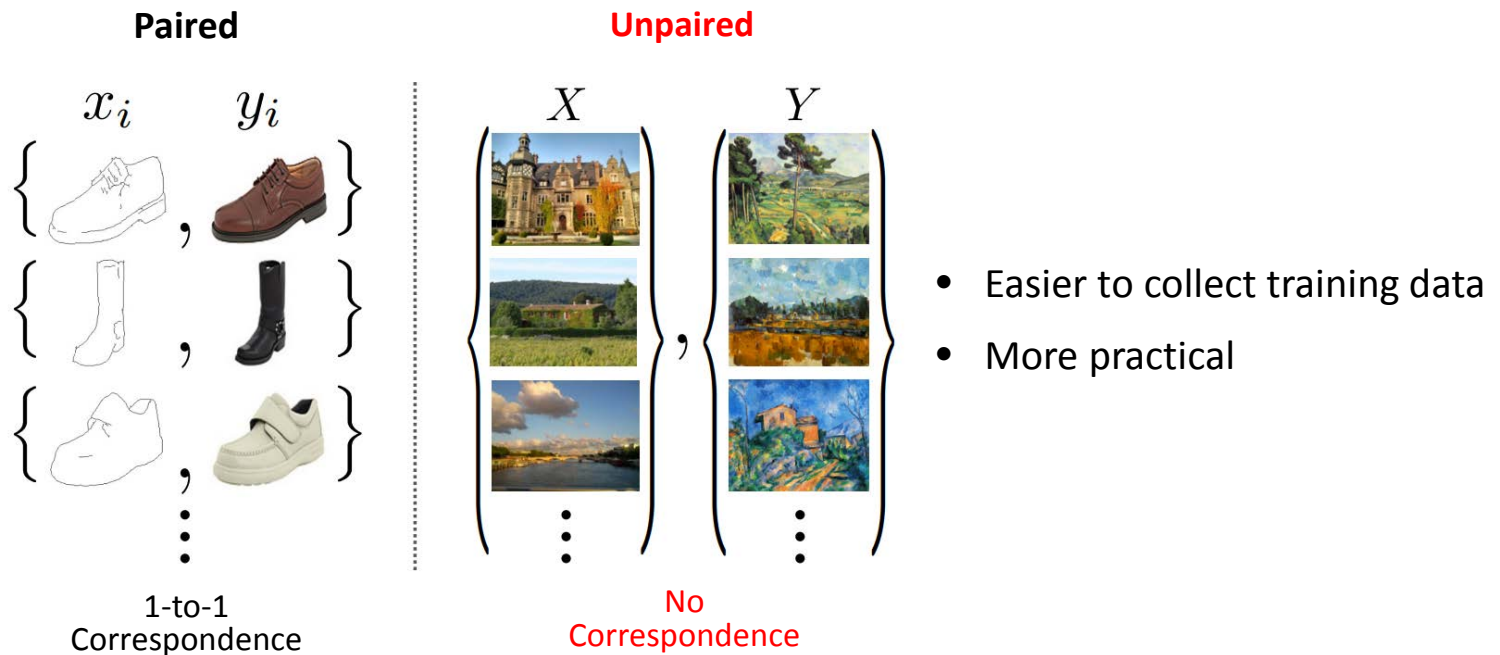 Paired
Unpaired
x_i y_i
X Y
{ , }
{ , }
{ , }
{ } , { }
• Easier to collect training data
• More practical
1-to-1
Correspondence
No
Correspondence